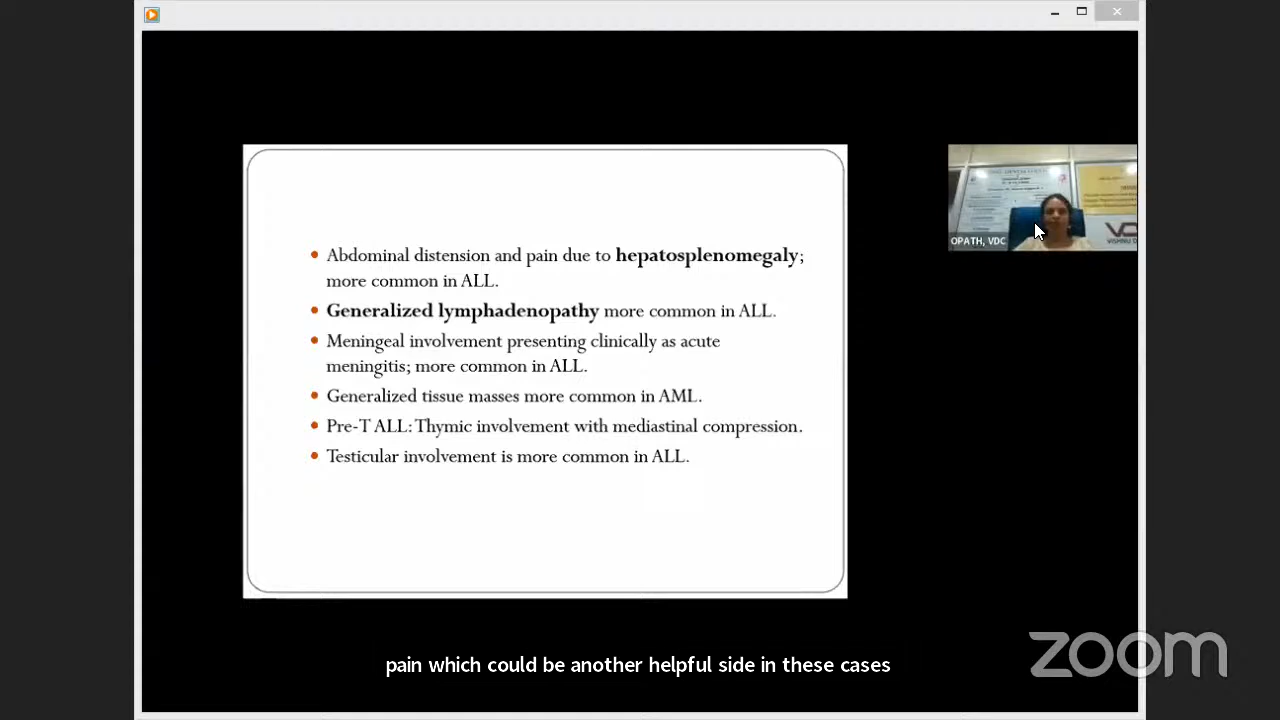 Abdominal distension and pain due to hepatosplenomegaly;
more common in ALL.
Generalized lymphadenopathy more common in ALL.
Meningeal involvement presenting clinically as acute
meningitis; more common in ALL.
Generalized tissue masses more common in AML.
Pre-T ALL: Thymic involvement with mediastinal compression.
Testicular involvement is more common in ALL.
OPATH, VDC
pain which could be another helpful side in these cases
zoom